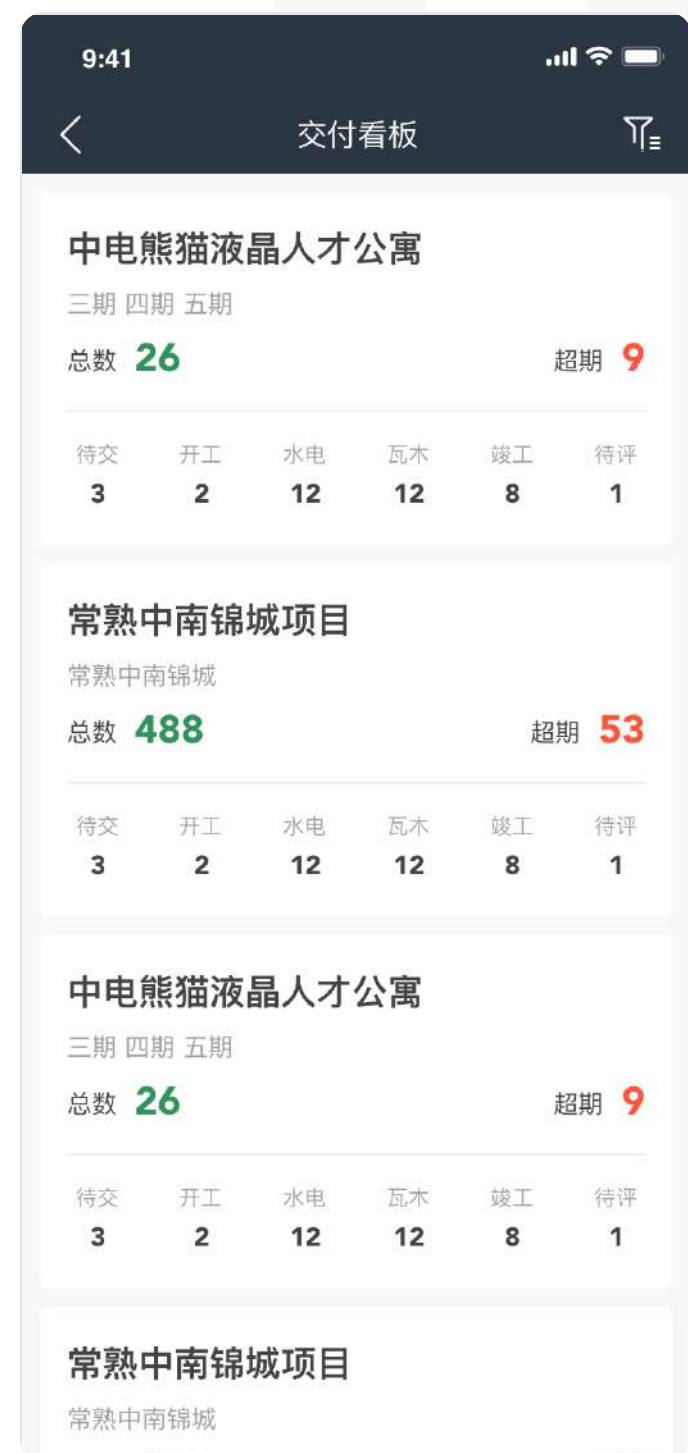 9:41
交付看板
中电熊猫液晶人才公寓
三期 四期 五期
总数 26 超期 9
待交 开工 水电 瓦木 竣工 待评
3 2 12 12 8 1
常熟中南锦城项目
常熟中南锦城
总数 488 超期 53
待交 开工 水电 瓦木 竣工 待评
3 2 12 12 8 1
中电熊猫液晶人才公寓
三期 四期 五期
总数 26 超期 9
待交 开工 水电 瓦木 竣工 待评
3 2 12 12 8 1
常熟中南锦城项目
常熟中南锦城